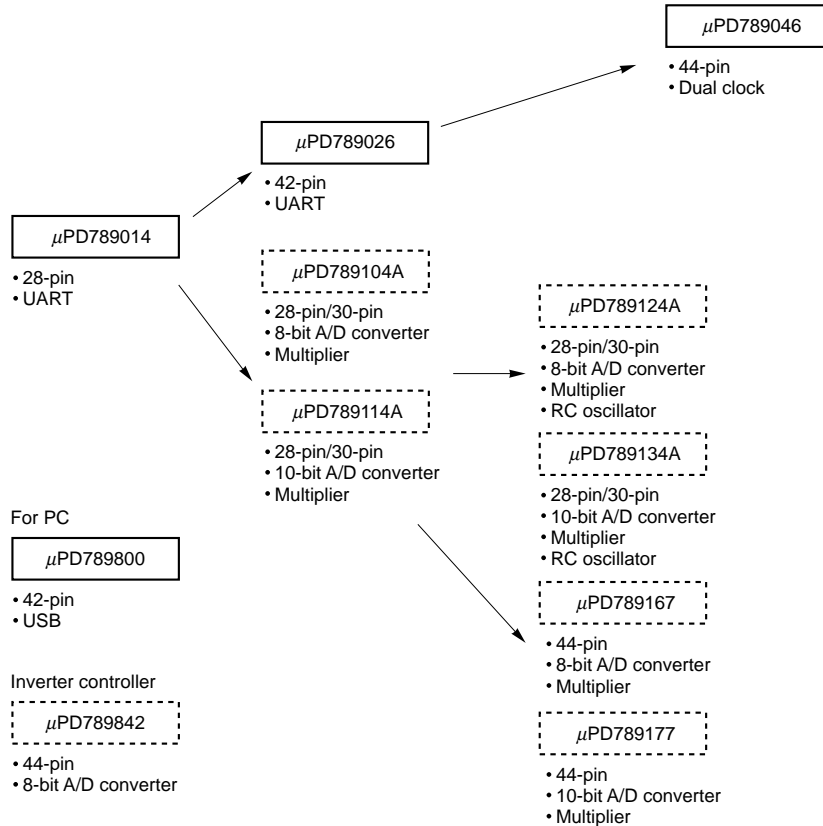 μPD789046
• 44-pin
• Dual clock
μPD789026
• 42-pin
• UART
μPD789014
• 28-pin
• UART
μPD789104A
• 28-pin/30-pin
• 8-bit A/D converter
• Multiplier
μPD789114A
• 28-pin/30-pin
• 10-bit A/D converter
• Multiplier
μPD789124A
• 28-pin/30-pin
• 8-bit A/D converter
• Multiplier
• RC oscillator
μPD789134A
• 28-pin/30-pin
• 10-bit A/D converter
• Multiplier
• RC oscillator
μPD789167
• 44-pin
• 8-bit A/D converter
• Multiplier
μPD789177
• 44-pin
• 10-bit A/D converter
• Multiplier
For PC
μPD789800
• 42-pin
• USB
Inverter controller
μPD789842
• 44-pin
• 8-bit A/D converter